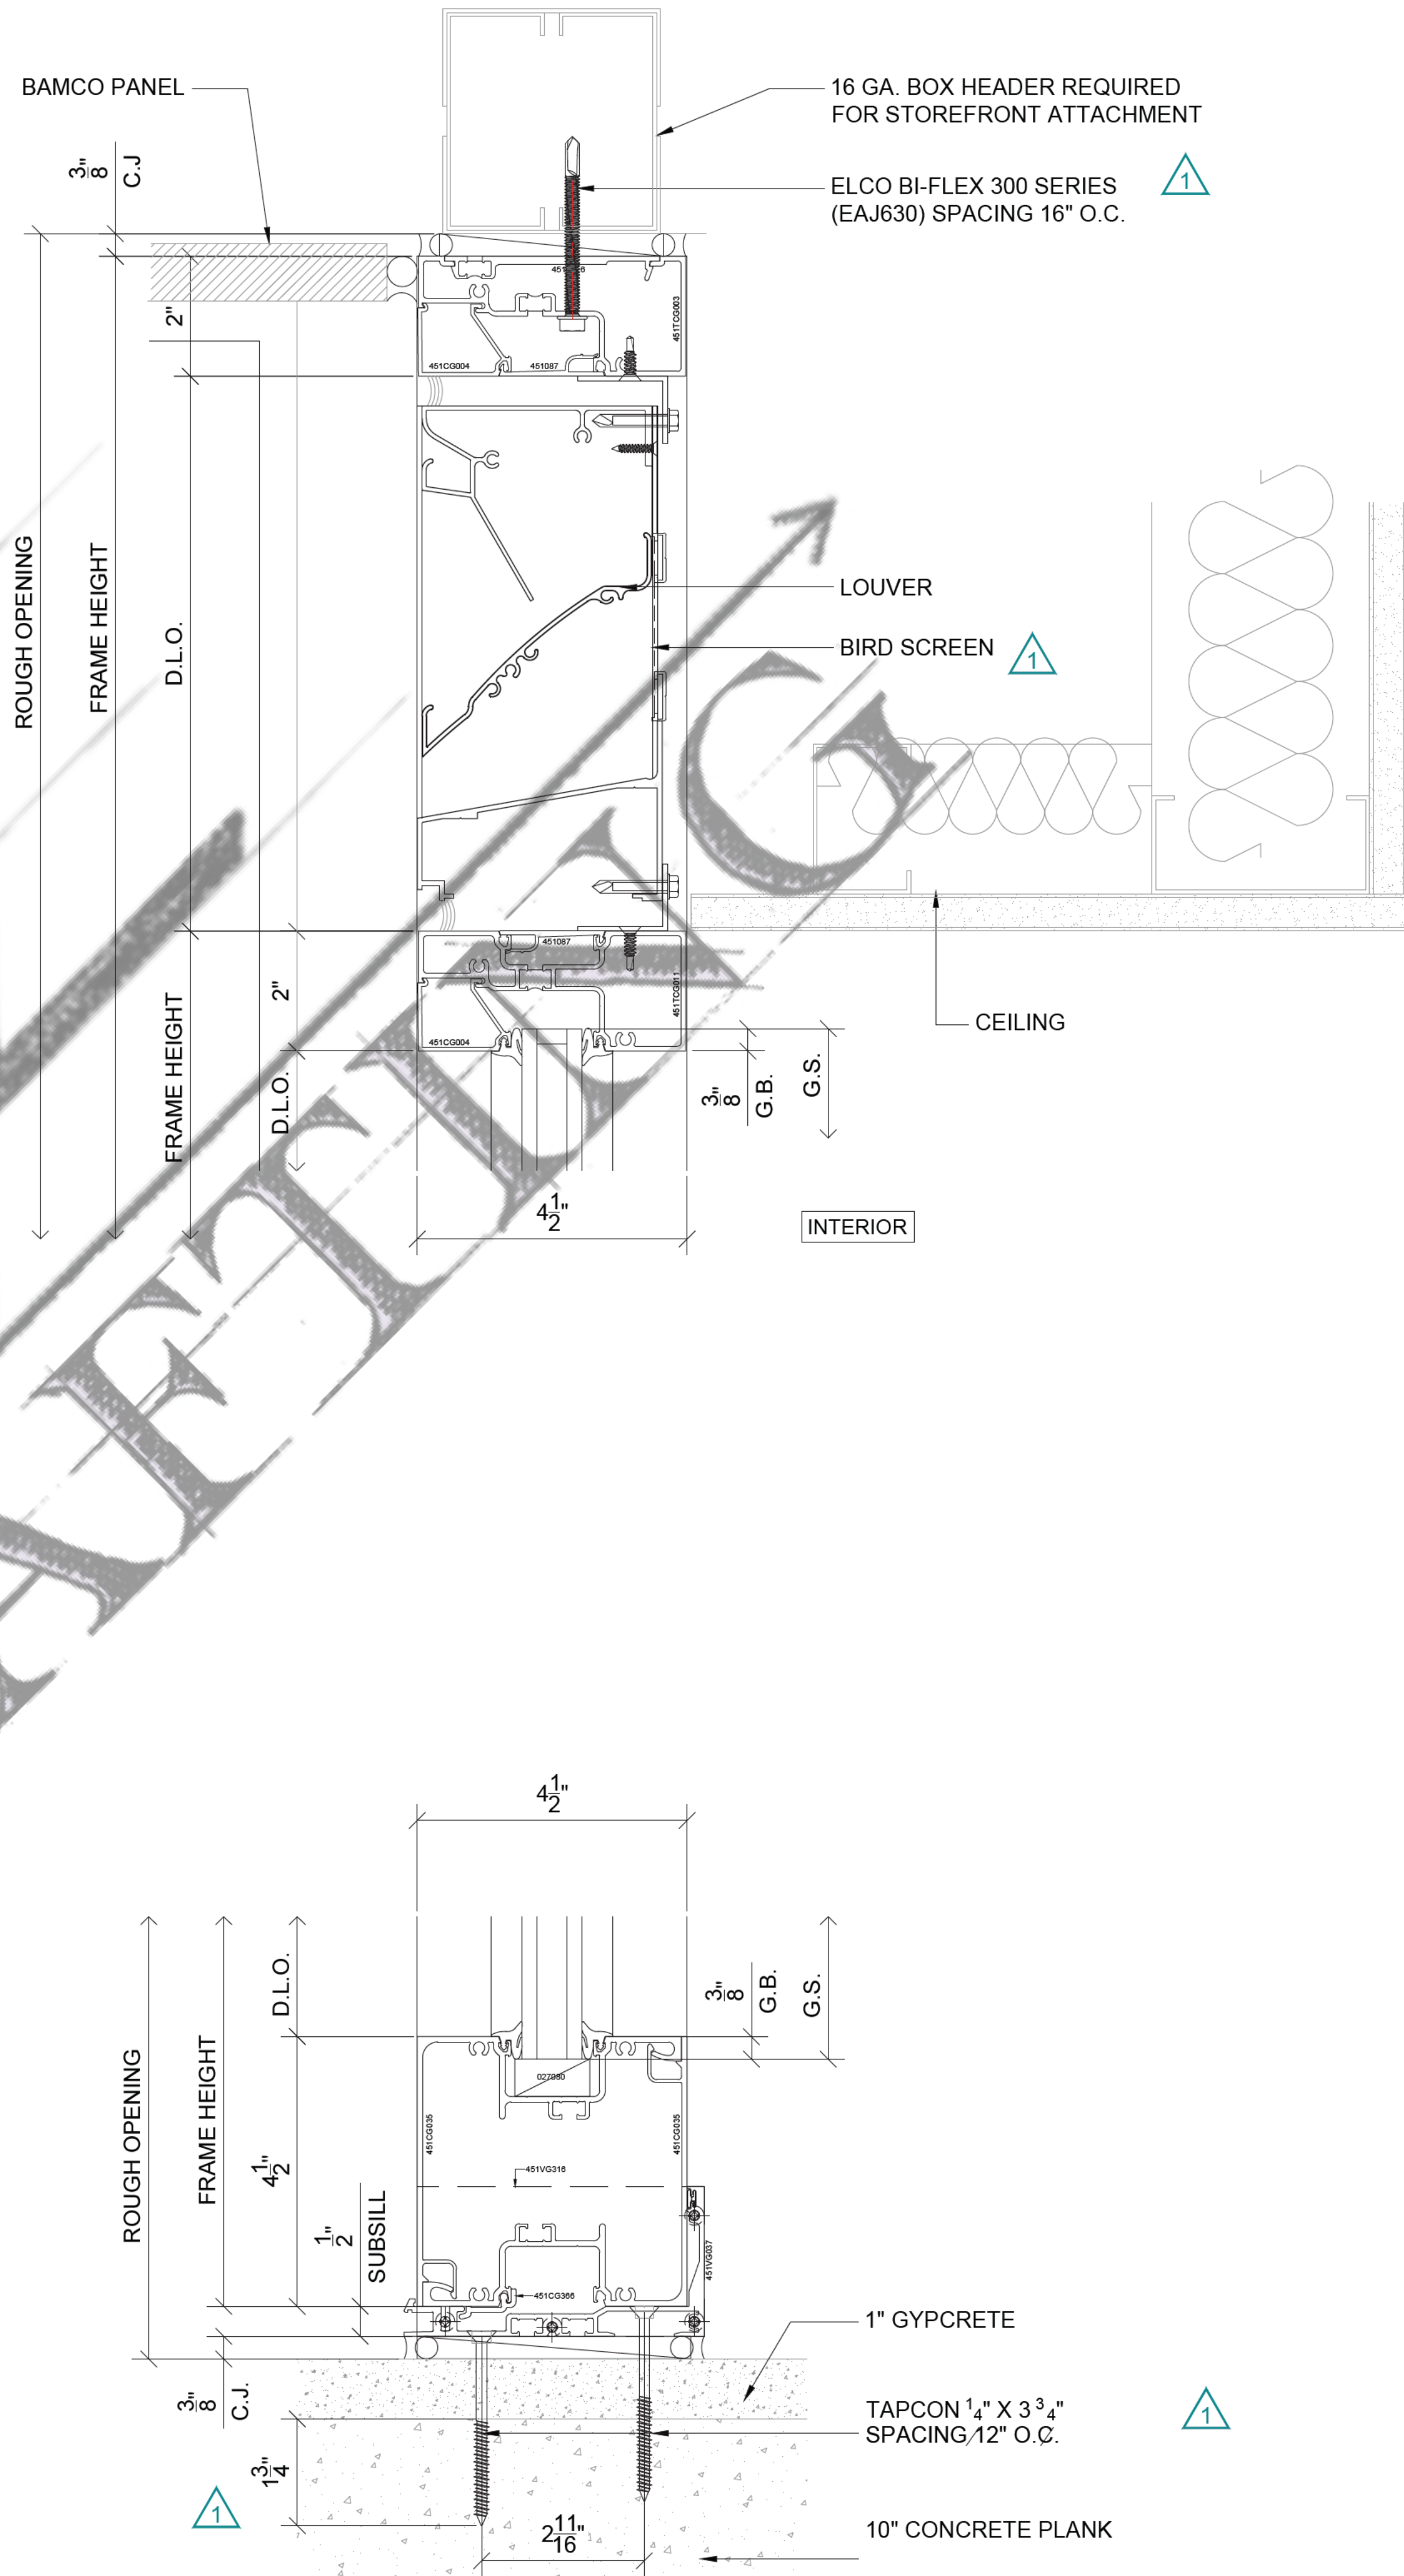 BAMCO PANEL
16 GA. BOX HEADER REQUIRED
FOR STOREFRONT ATTACHMENT
3"
8
C.J
1
ELCO BI-FLEX 300 SERIES
(EAJ630) SPACING 16" O.C.
2"
451TCG003
451CG004
451087
ROUGH OPENING
FRAME HEIGHT
D.L.O.
LOUVER
BIRD SCREEN
1
451087
2"
451TCG011
451CG004
CEILING
FRAME HEIGHT
D.L.O.
3"
8
G.B.
G.S.
4 1/2"
INTERIOR
4 1/2"
D.L.O.
3"
8
G.B.
G.S.
ROUGH OPENING
FRAME HEIGHT
027080
451CG035
451CG035
4 1/2"
451VG316
1/2"
SUBSILL
451VG037
451CG366
1" GYPCRETE
3"
8
C.J.
TAPCON 1/4" X 3 3/4"
SPACING 12" O.C.
1
1 3/4"
1
2 11/16"
10" CONCRETE PLANK